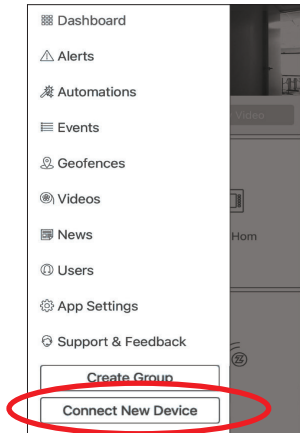 Dashboard
Alerts
Automations
Events
Geofences
Videos
Video
News
Hom
Users
App Settings
Support & Feedback
Create Group
Connect New Device